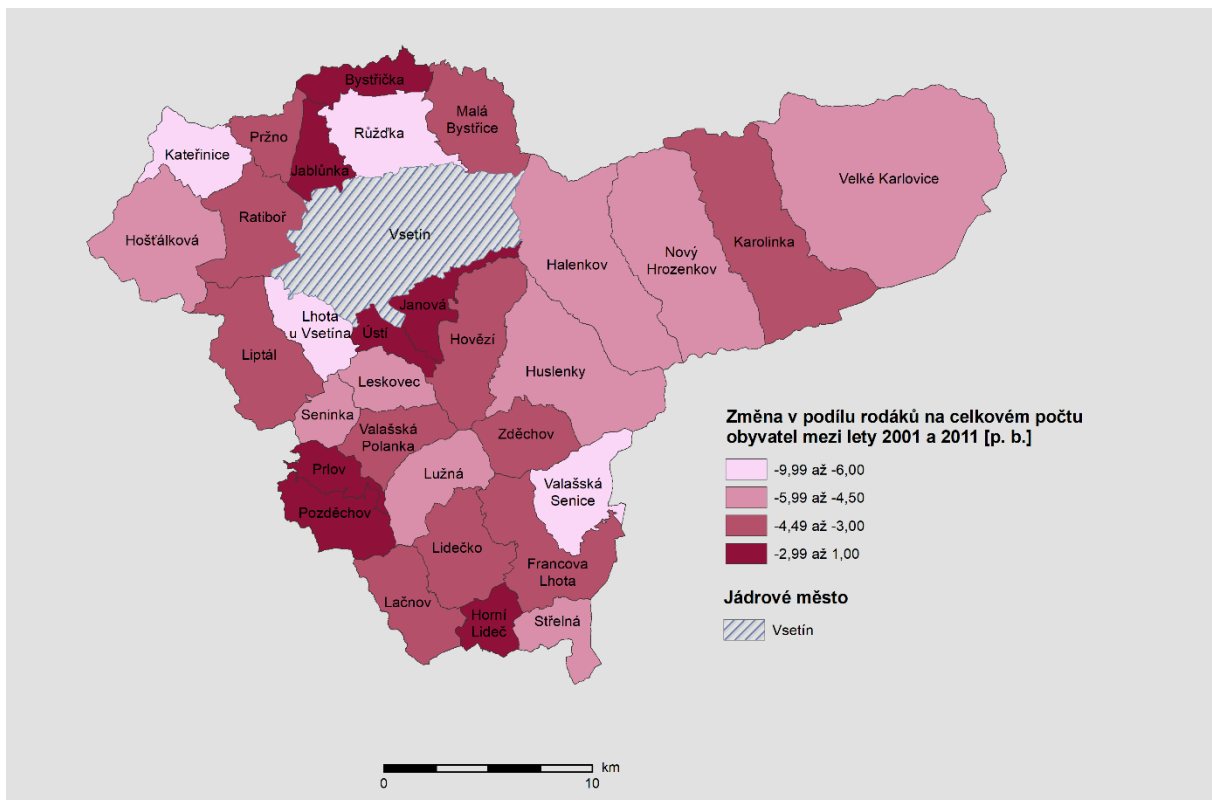 Bystřička
Malá
Bystřice
Růžďka
Pržno
Kateřinice
Jablůnka
Velké Karlovice
Ratiboř
Hošťálková
Vsetín
Karolinka
Nový
Hrozenkov
Halenkov
Janová
Lhota
u Vsetína
Ústí
Hovězí
Liptál
Huslenky
Leskovec
Seninka
Valašská
Polanka
Zděchov
Prlov
Lužná
Valašská
Senice
Pozděchov
Lidečko
Francova
Lhota
Lačnov
Horní
Lideč
Střelná
Změna v podílu rodáků na celkovém počtu
obyvatel mezi lety 2001 a 2011 [p. b.]
-9,99 až -6,00
-5,99 až -4,50
-4,49 až -3,00
-2,99 až 1,00
Jádrové město
Vsetín
km
0 10